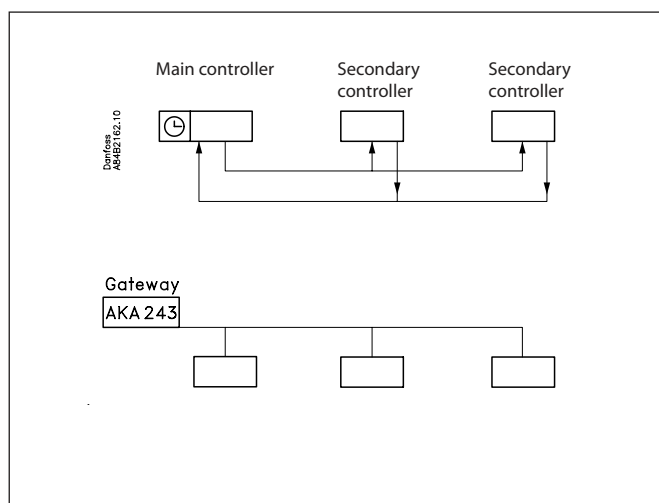 Main controller
Secondary
controller
Secondary
controller
Danfoss
A84B2162.10
Gateway
AKA 243